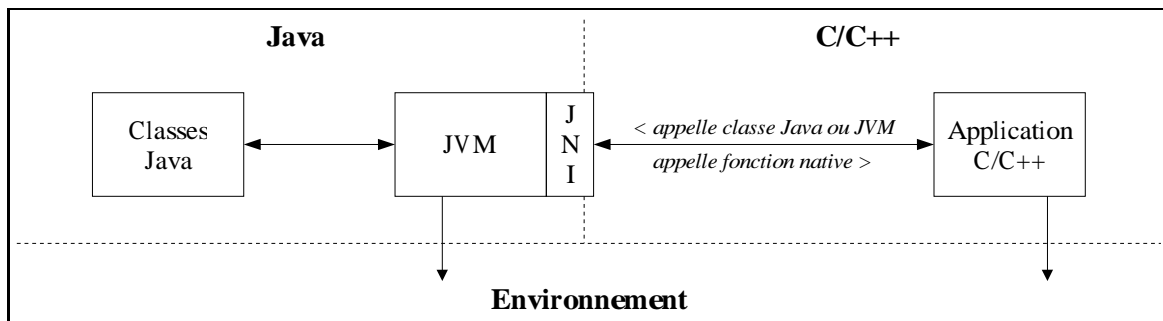 Java
C/C++
Classes
Java
JVM
J
N
I
< appelle classe Java ou JVM
appelle fonction native >
Application
C/C++
Environnement